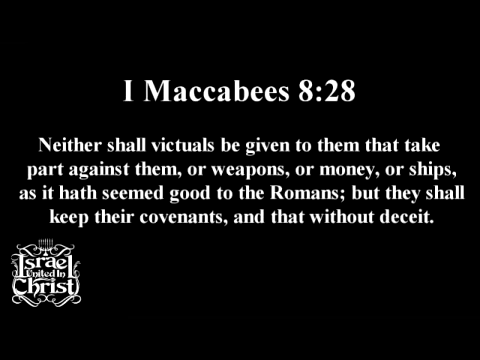 I Maccabees 8:28
Neither shall victuals be given to them that take
part against them, or weapons, or money, or ships,
as it hath seemed good to the Romans; but they shall
keep their covenants, and that without deceit.
Israel
United In
Christ